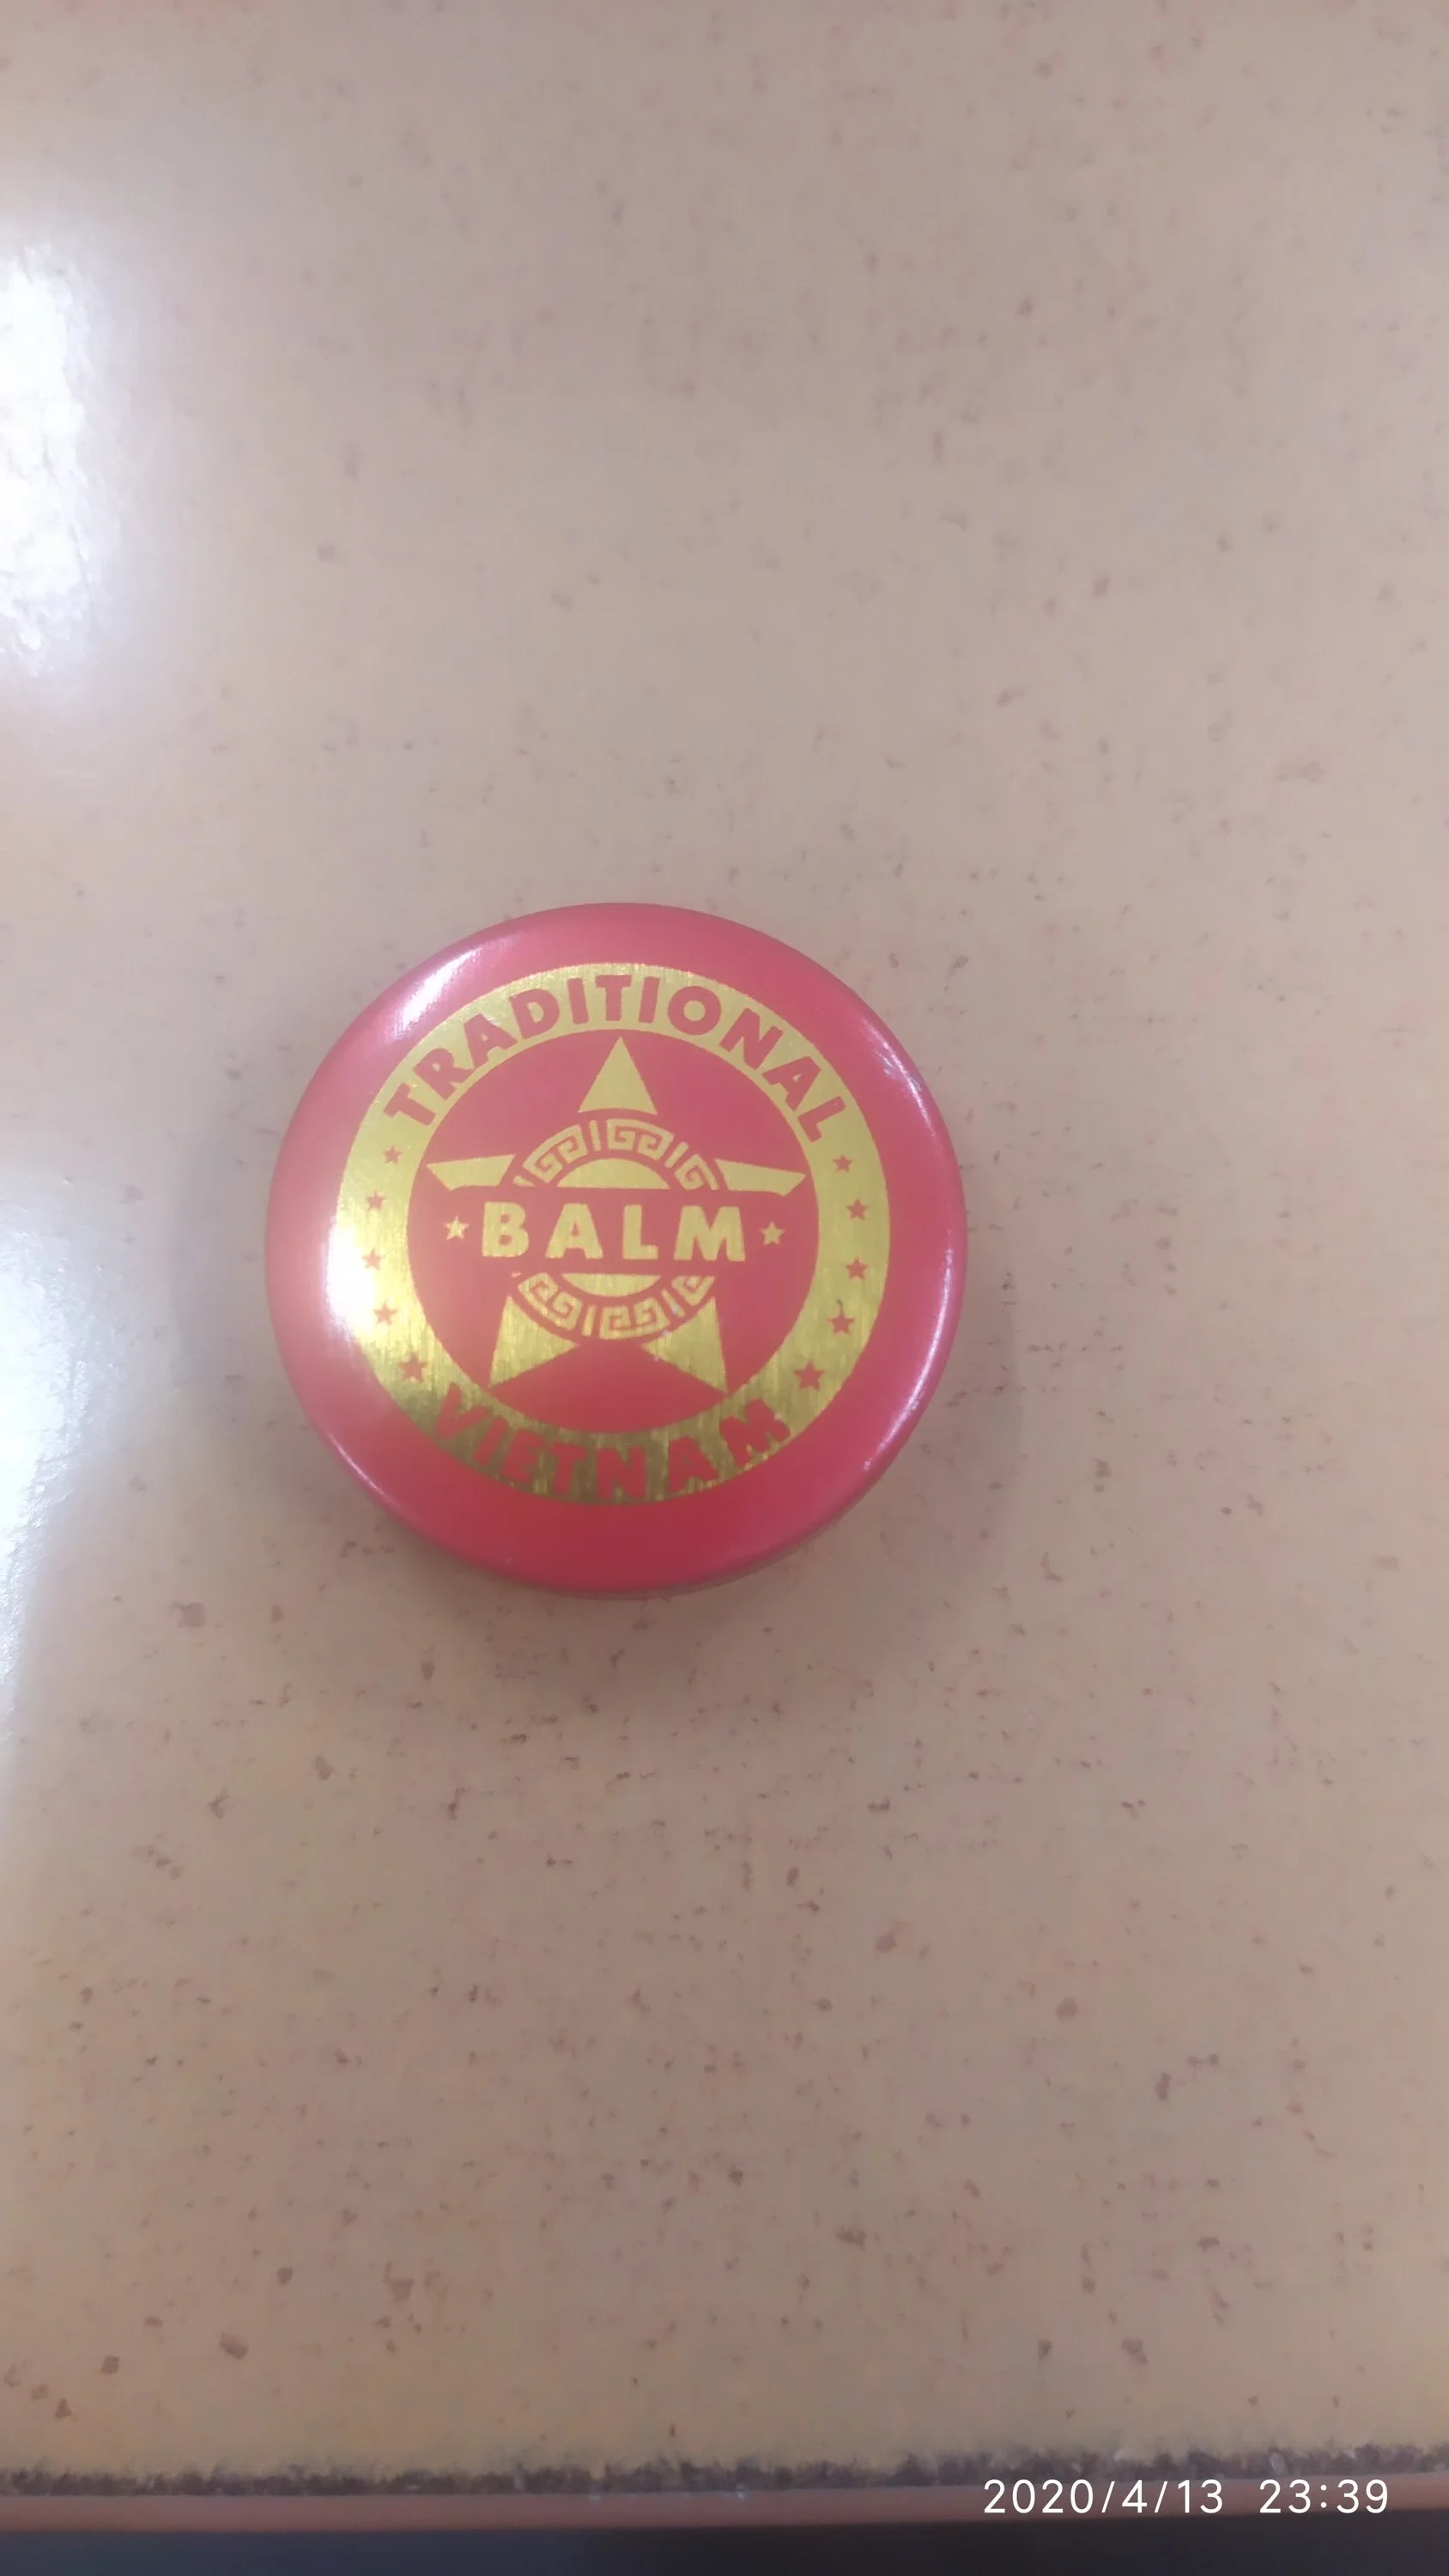 TRADITIONAL
BALM
VIETNAM
2020/4/13 23:39